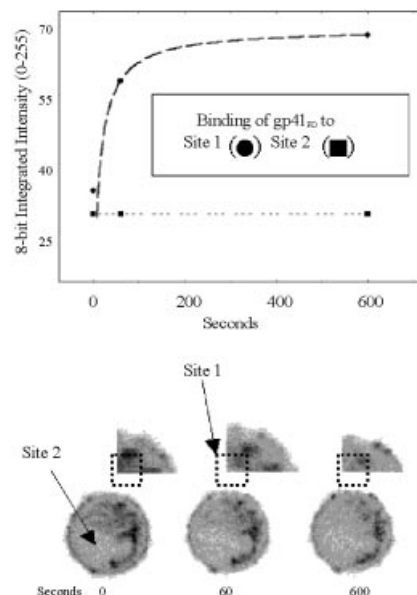 8-bit Integrated Intensity (0-255)
70
55
40
25
Binding of gp41FD to
Site 1 (●) Site 2 (■)
0 200 400 600
Seconds
Site 1
Site 2
Seconds 0 60 600